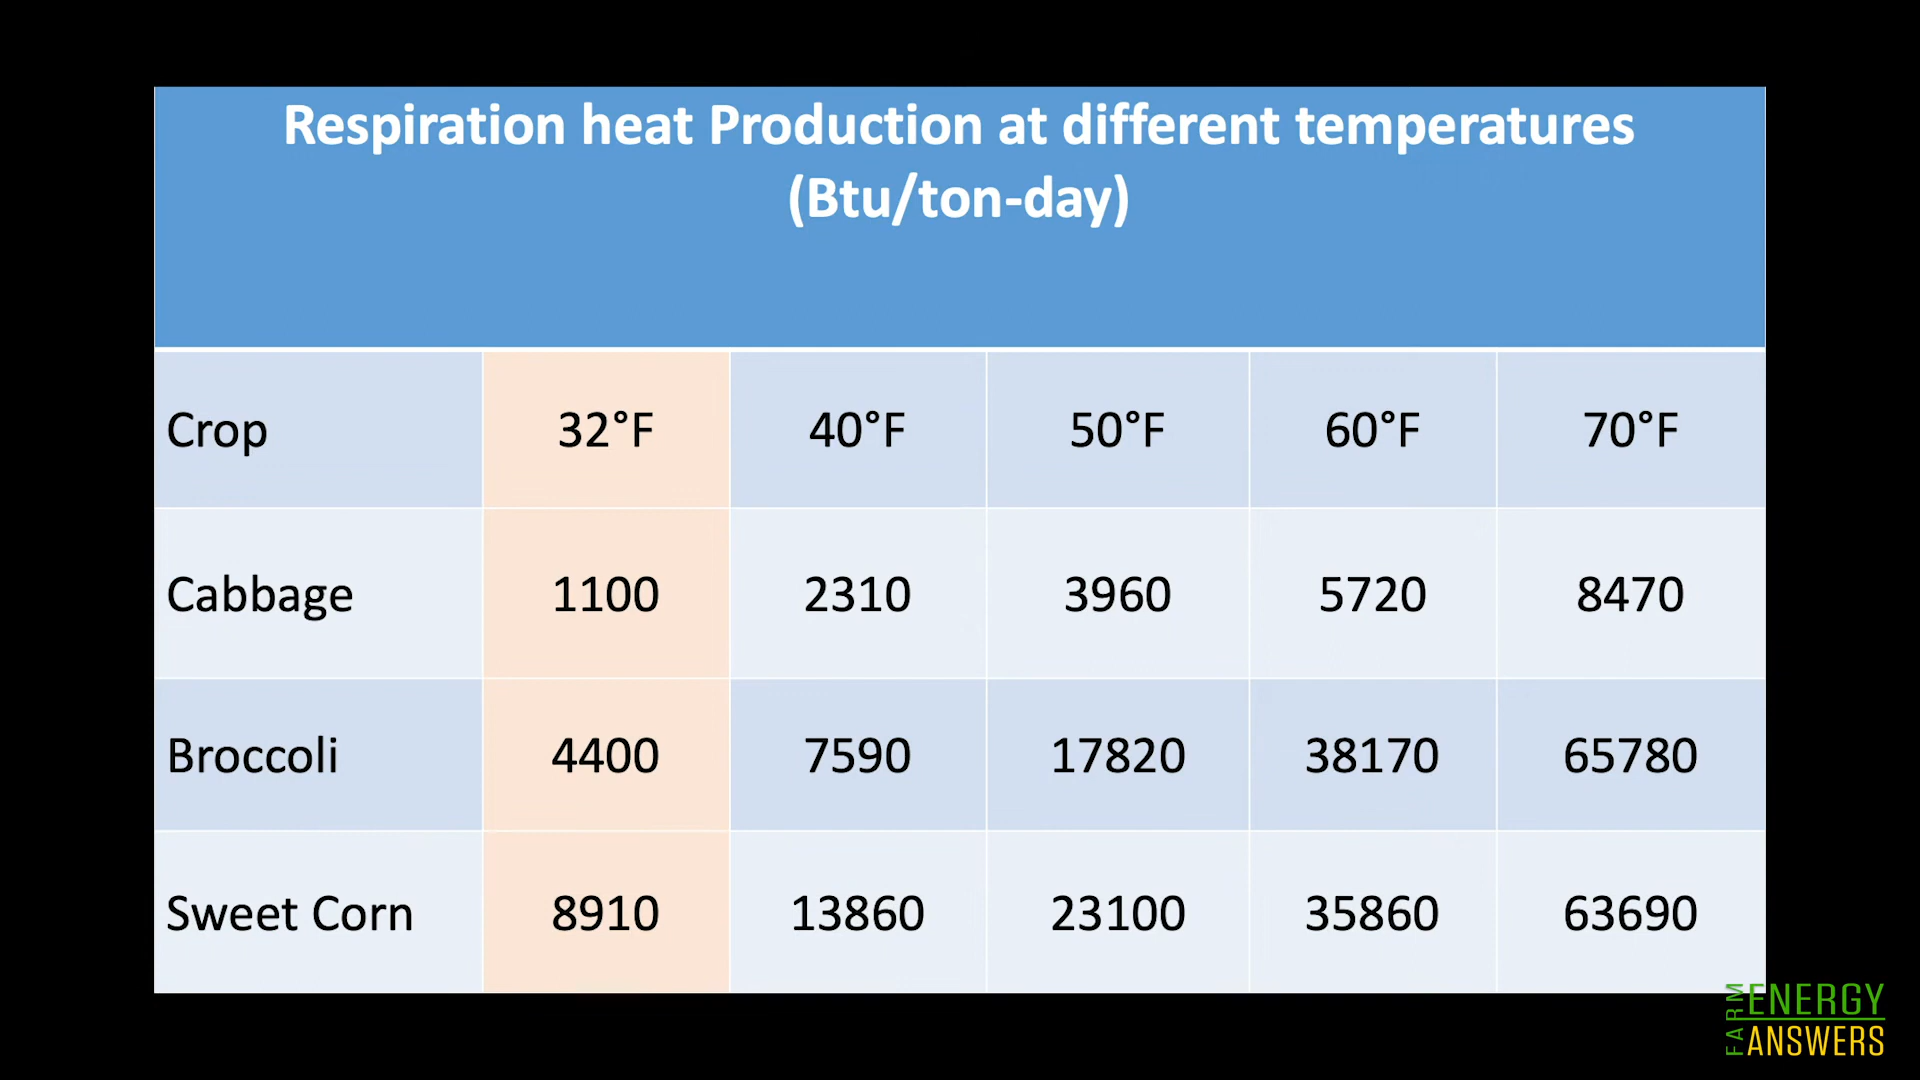 Respiration heat Production at different temperatures
(Btu/ton-day)
Crop 32°F 40°F 50°F 60°F 70°F
Cabbage 1100 2310 3960 5720 8470
Broccoli 4400 7590 17820 38170 65780
Sweet Corn 8910 13860 23100 35860 63690
FARM
ENERGY
ANSWERS